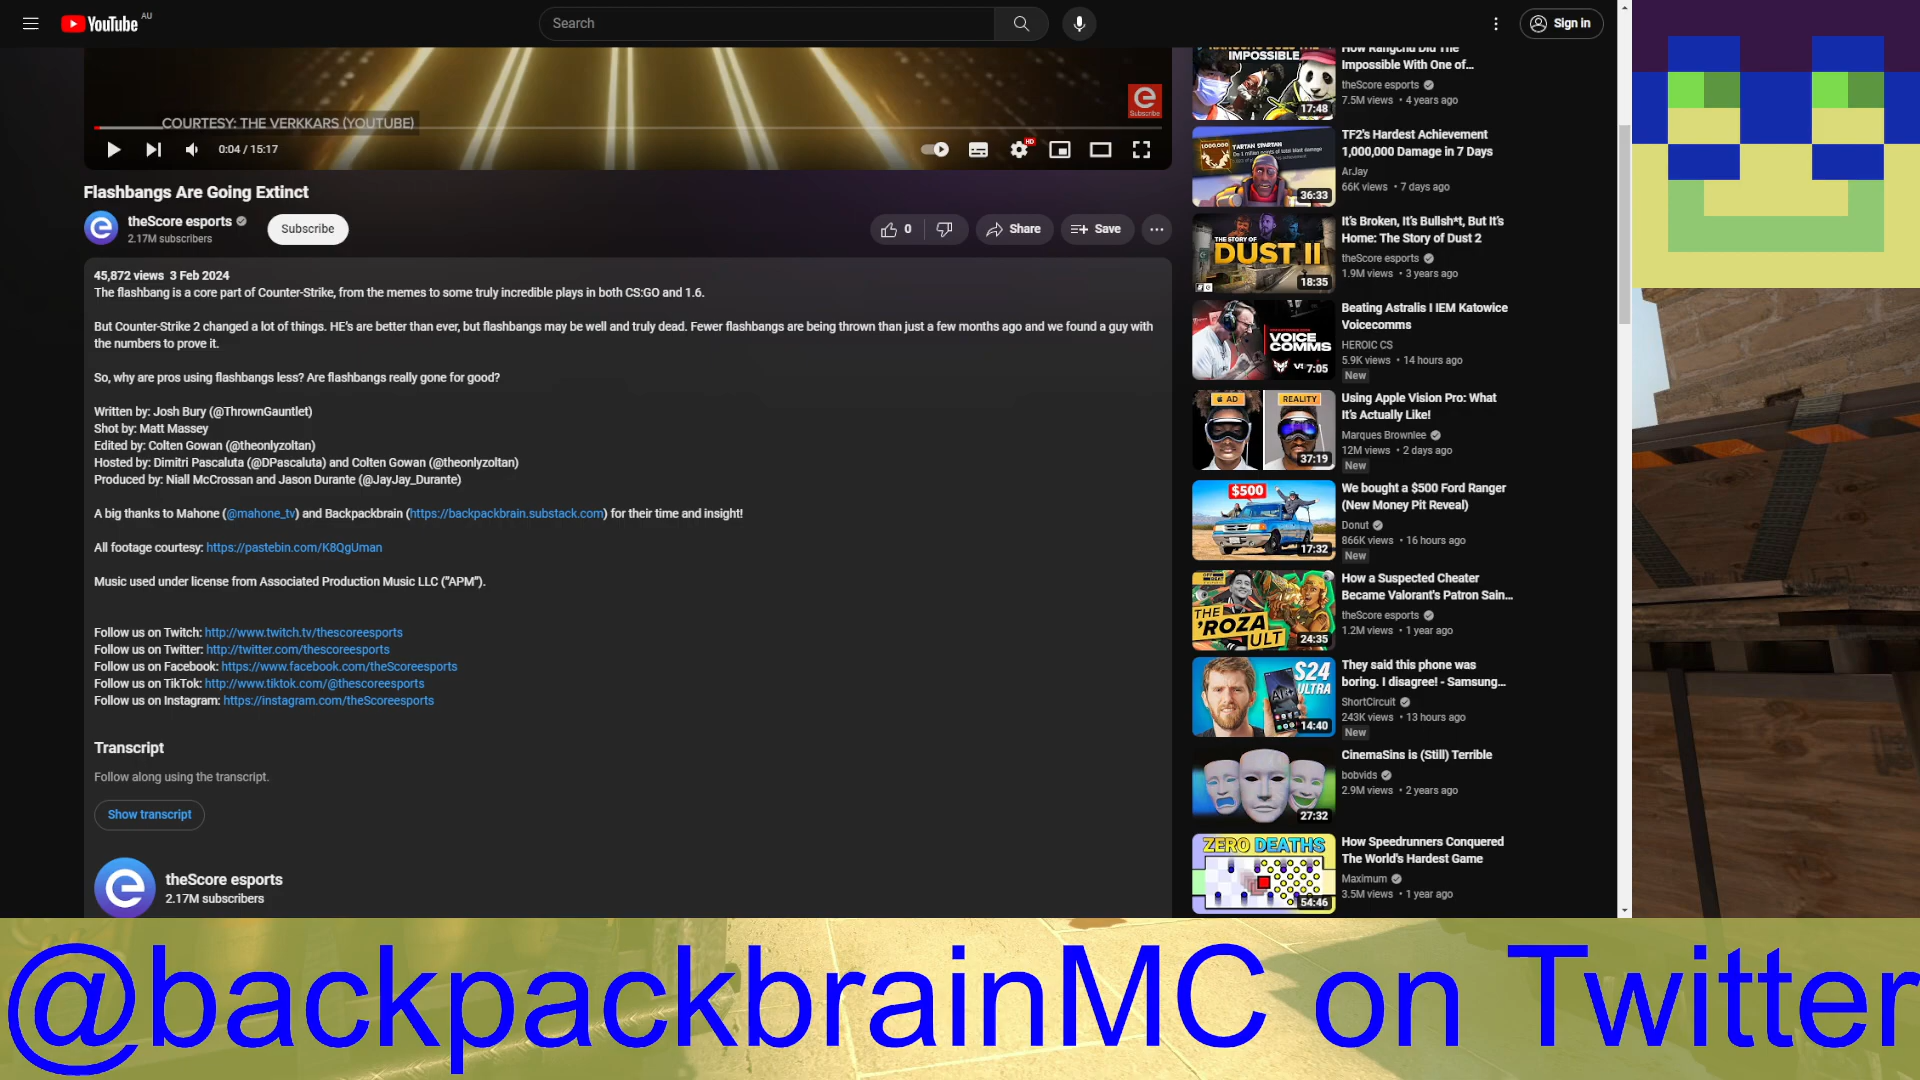 YouTube AU
Search
Sign in
COURTESY: THE VERKKARS (YOUTUBE)
e
Subscribe
0:04 / 15:17
HD
Flashbangs Are Going Extinct
theScore esports
2.17M subscribers
Subscribe
0
Share
Save
45,872 views 3 Feb 2024
The flashbang is a core part of Counter-Strike, from the memes to some truly incredible plays in both CS:GO and 1.6.
But Counter-Strike 2 changed a lot of things. HE's are better than ever, but flashbangs may be well and truly dead. Fewer flashbangs are being thrown than just a few months ago and we found a guy with
the numbers to prove it.
So, why are pros using flashbangs less? Are flashbangs really gone for good?
Written by: Josh Bury (@ThrownGauntlet)
Shot by: Matt Massey
Edited by: Colten Gowan (@theonlyzoltan)
Hosted by: Dimitri Pascaluta (@DPascaluta) and Colten Gowan (@theonlyzoltan)
Produced by: Niall McCrossan and Jason Durante (@JayJay_Durante)
A big thanks to Mahone (@mahone_tv) and Backpackbrain (https://backpackbrain.substack.com) for their time and insight!
All footage courtesy: https://pastebin.com/K8QgUman
Music used under license from Associated Production Music LLC ("APM").
Follow us on Twitch: http://www.twitch.tv/thescoreesports
Follow us on Twitter: http://twitter.com/thescoreesports
Follow us on Facebook: https://www.facebook.com/theScoreesports
Follow us on TikTok: http://www.tiktok.com/@thescoreesports
Follow us on Instagram: https://instagram.com/theScoreesports
Transcript
Follow along using the transcript.
Show transcript
theScore esports
2.17M subscribers
IMPOSSIBLE
17:48
How Rangchu Did The
Impossible With One of...
theScore esports
7.5M views • 4 years ago
1,000,000
TARTAN SPARTAN
36:33
TF2's Hardest Achievement
1,000,000 Damage in 7 Days
ArJay
66K views • 7 days ago
THE STORY OF
DUST II
18:35
It's Broken, It's Bullsh*t, But It's
Home: The Story of Dust 2
theScore esports
1.9M views • 3 years ago
VOICE
COMMS
7:05
Beating Astralis I IEM Katowice
Voicecomms
HEROIC CS
5.9K views • 14 hours ago
New
AD
REALITY
37:19
Using Apple Vision Pro: What
It's Actually Like!
Marques Brownlee
12M views • 2 days ago
New
$500
17:32
We bought a $500 Ford Ranger
(New Money Pit Reveal)
Donut
866K views • 16 hours ago
New
THE
'ROZA
ULT
24:35
How a Suspected Cheater
Became Valorant's Patron Sain...
theScore esports
1.2M views • 1 year ago
S24
ULTRA
14:40
They said this phone was
boring. I disagree! - Samsung...
ShortCircuit
243K views • 13 hours ago
New
27:32
CinemaSins is (Still) Terrible
bobvids
2.9M views • 2 years ago
ZERO DEATHS
54:46
How Speedrunners Conquered
The World's Hardest Game
Maximum
3.5M views • 1 year ago
@backpackbrainMC on Twitter